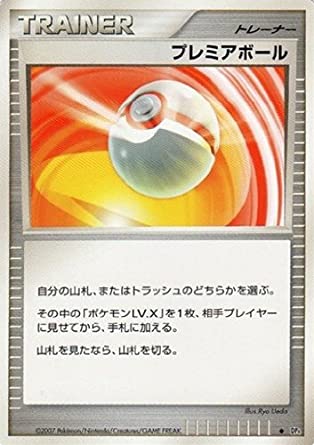 TRAINER
トレーナー
プレミアボール
自分の山札、またはトラッシュのどちらかを選ぶ。
その中の「ポケモンLV.X」を1枚、相手プレイヤー
に見せてから、手札に加える。
山札を見たなら、山札を切る。
illus.Ryo Ueda
©2007 Pokémon/Nintendo/Creatures/GAME FREAK.